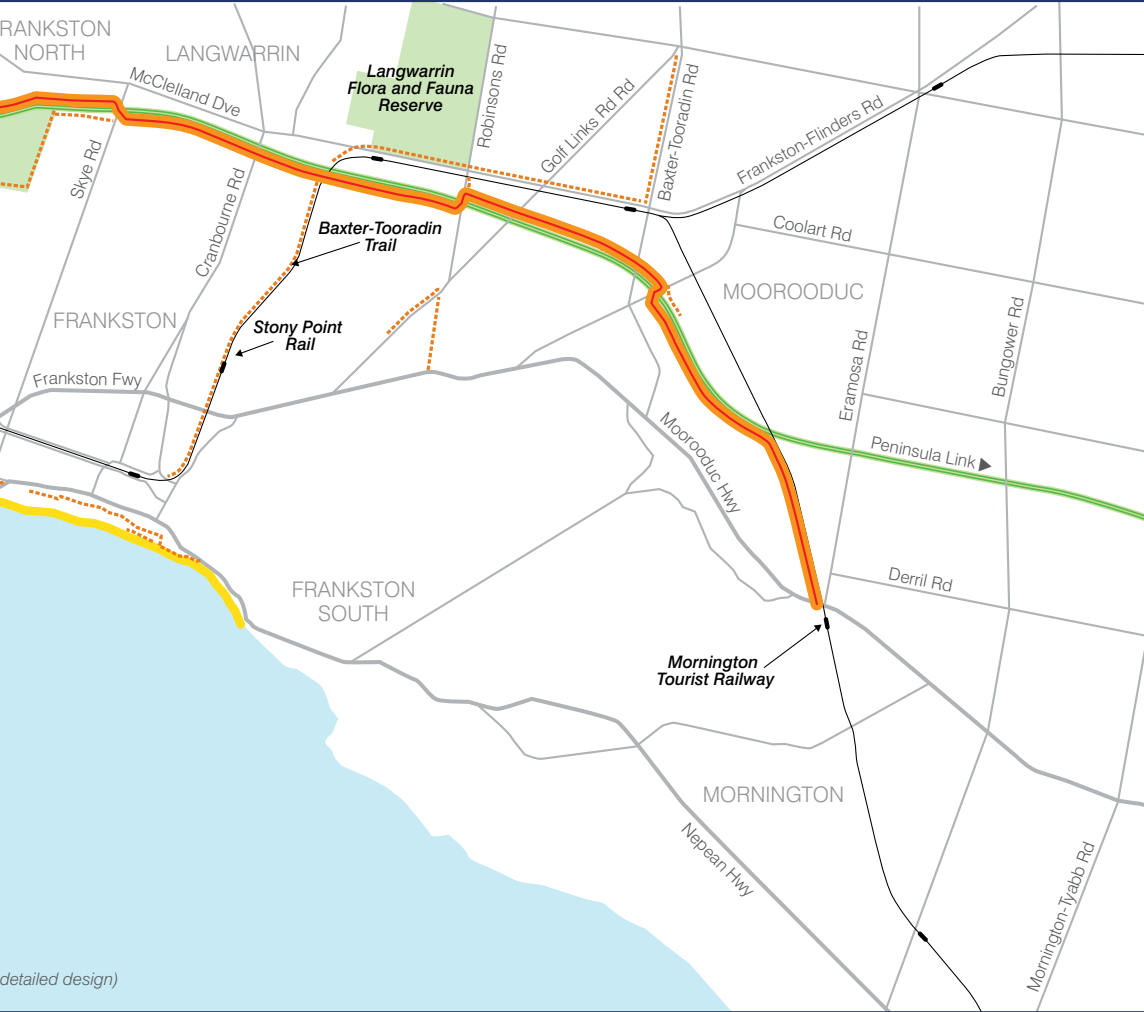 RANKSTON
NORTH
LANGWARRIN
McClelland Dve
Langwarrin
Flora and Fauna
Reserve
Robinsons Rd
Golf Links Rd Rd
Baxter-Tooradin Rd
Frankston-Flinders Rd
Skye Rd
Cranbourne Rd
Baxter-Tooradin
Trail
Coolart Rd
MOOROODUC
FRANKSTON
Stony Point
Rail
Eramosa Rd
Bungower Rd
Frankston Fwy
Moorooduc Hwy
Peninsula Link
FRANKSTON
SOUTH
Derril Rd
Mornington
Tourist Railway
MORNINGTON
Nepean Hwy
Mornington-Tyabb Rd
detailed design)